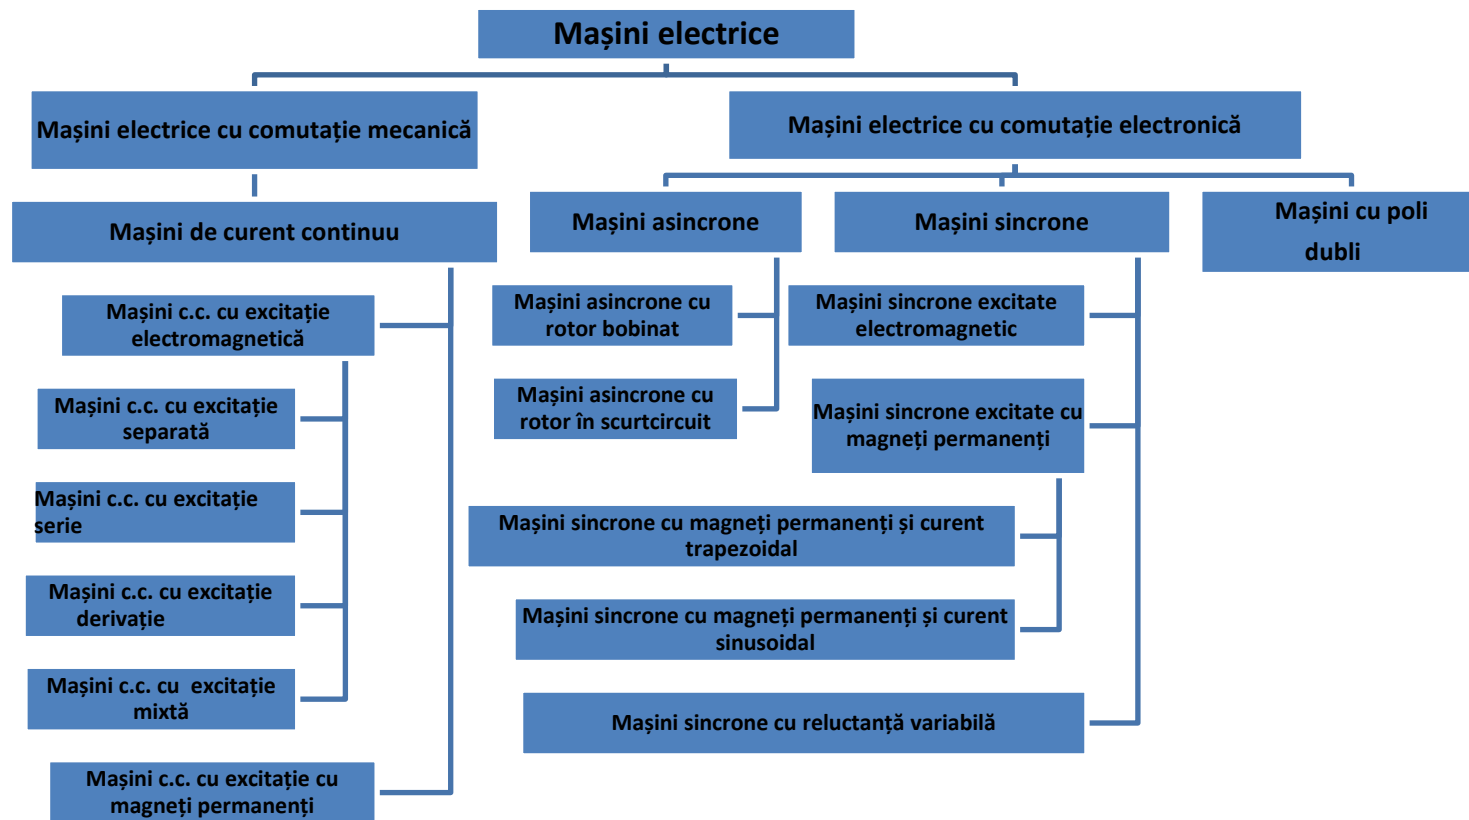 Mașini electrice
Mașini electrice cu comutație mecanică
Mașini electrice cu comutație electronică
Mașini de curent continuu
Mașini asincrone
Mașini sincrone
Mașini cu poli
dubli
Mașini c.c. cu excitație
electromagnetică
Mașini c.c. cu excitație
separată
Mașini c.c. cu excitație
serie
Mașini c.c. cu excitație
derivație
Mașini c.c. cu excitație
mixtă
Mașini c.c. cu excitație cu
magneți permanenți
Mașini asincrone cu
rotor bobinat
Mașini asincrone cu
rotor în scurtcircuit
Mașini sincrone excitate
electromagnetic
Mașini sincrone excitate cu
magneți permanenți
Mașini sincrone cu magneți permanenți și curent
trapezoidal
Mașini sincrone cu magneți permanenți și curent
sinusoidal
Mașini sincrone cu reluctanță variabilă